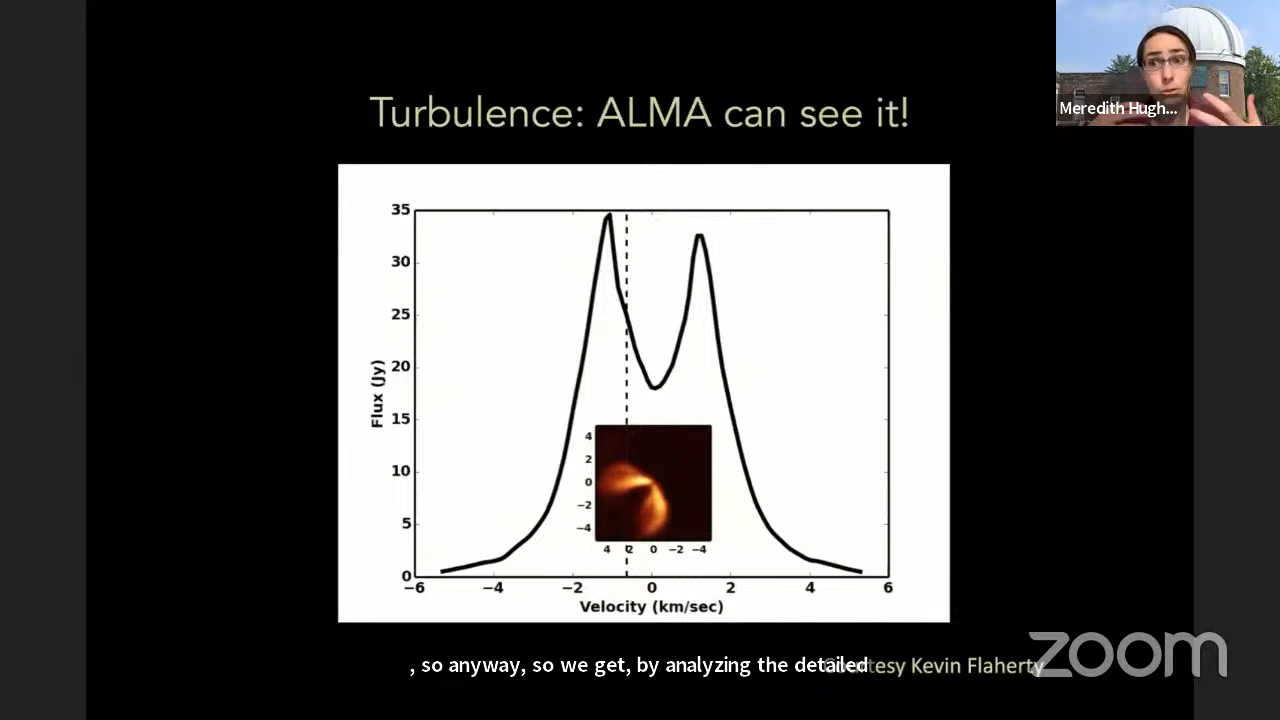 Meredith Hugh...
Turbulence: ALMA can see it!
35
30
25
20
15
10
5
0
Flux (Jy)
4
2
0
−2
−4
4 2 0 −2 −4
−6 −4 −2 0 2 4 6
Velocity (km/sec)
, so anyway, so we get, by analyzing the detailed
Courtesy Kevin Flaherty
zoom